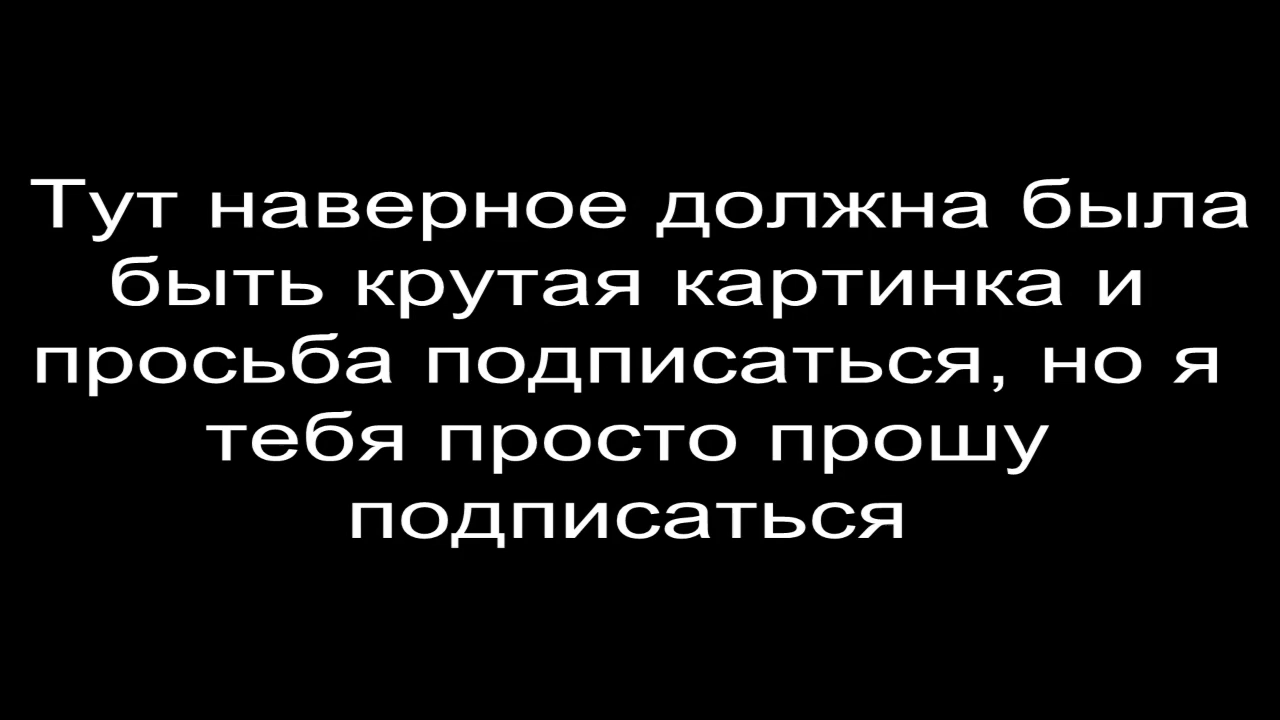 Тут наверное должна была
быть крутая картинка и
просьба подписаться, но я
тебя просто прошу
подписаться